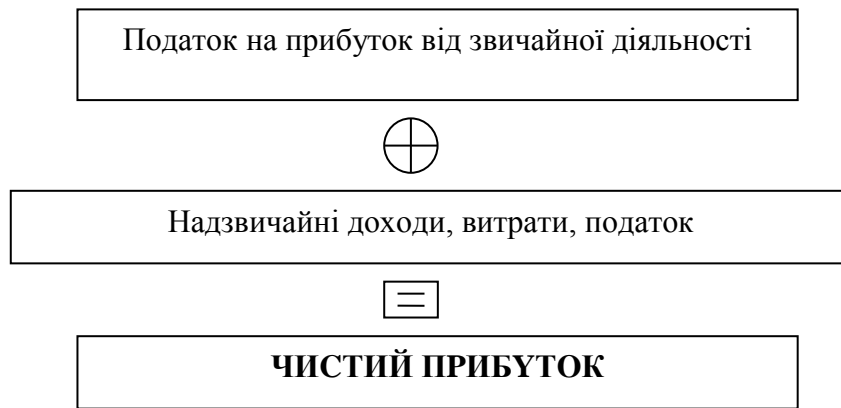 Податок на прибуток від звичайної діяльності
Надзвичайні доходи, витрати, податок
=
ЧИСТИЙ ПРИБУТОК